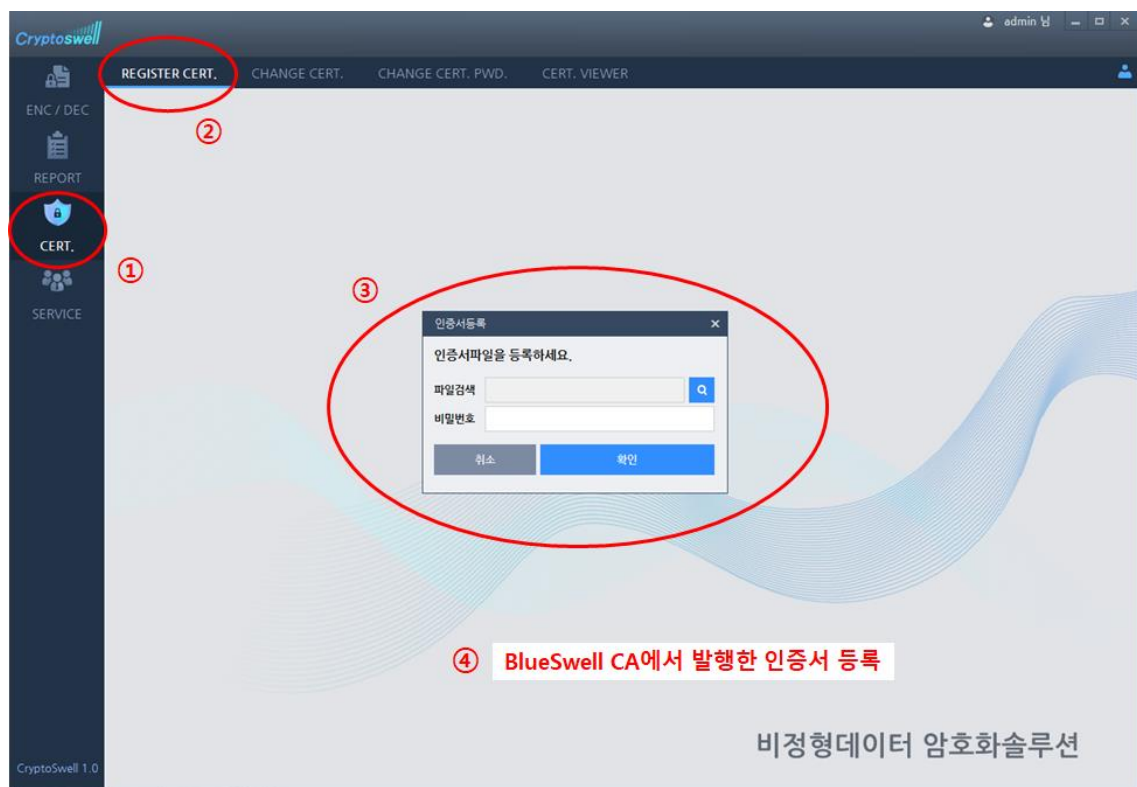 Cryptoswell
admin 님
REGISTER CERT. CHANGE CERT. CHANGE CERT. PWD. CERT. VIEWER
ENC / DEC
②
REPORT
CERT.
①
SERVICE
③
인증서등록
인증서파일을 등록하세요.
파일검색
비밀번호
취소 확인
④ BlueSwell CA에서 발행한 인증서 등록
비정형데이터 암호화솔루션
CryptoSwell 1.0